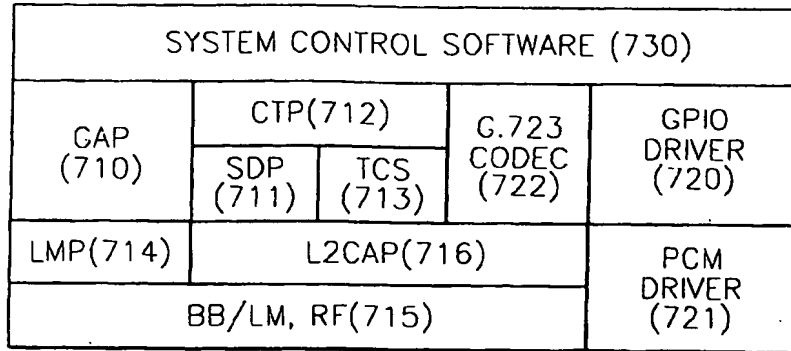 SYSTEM CONTROL SOFTWARE (730)
GAP
(710)
CTP(712)
SDP
(711)
TCS
(713)
G.723
CODEC
(722)
GPIO
DRIVER
(720)
LMP(714)
L2CAP(716)
PCM
DRIVER
(721)
BB/LM, RF(715)